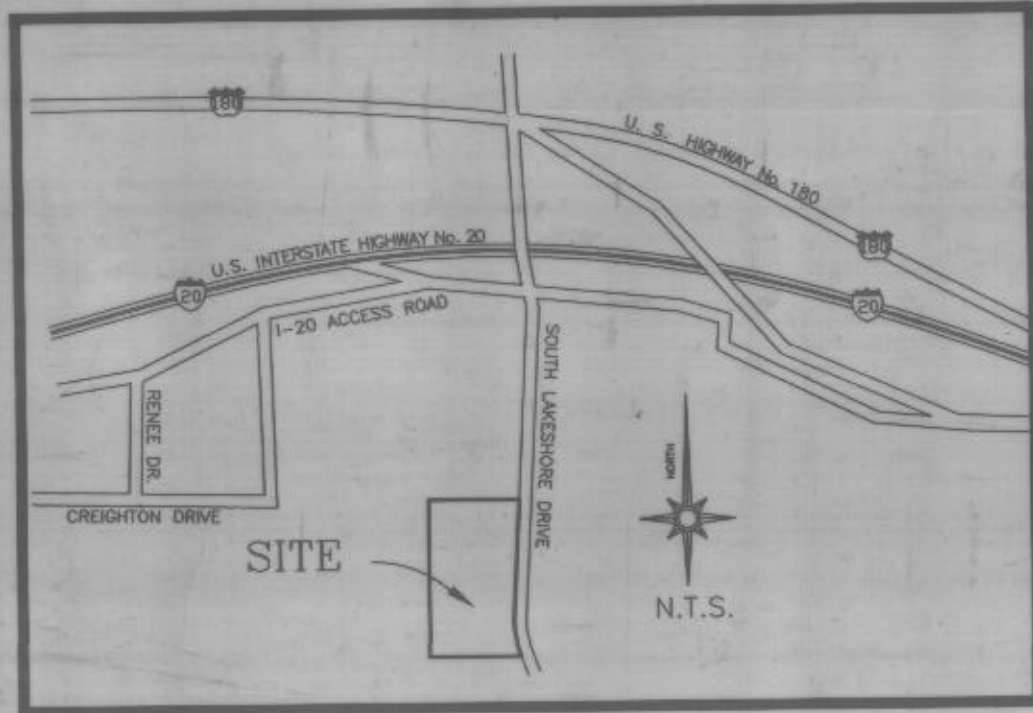 180
U. S. HIGHWAY No. 180
180
U.S. INTERSTATE HIGHWAY No. 20
20
20
I-20 ACCESS ROAD
SOUTH LAKESHORE DRIVE
RENEE DR.
NORTH
CREIGHTON DRIVE
SITE
N.T.S.